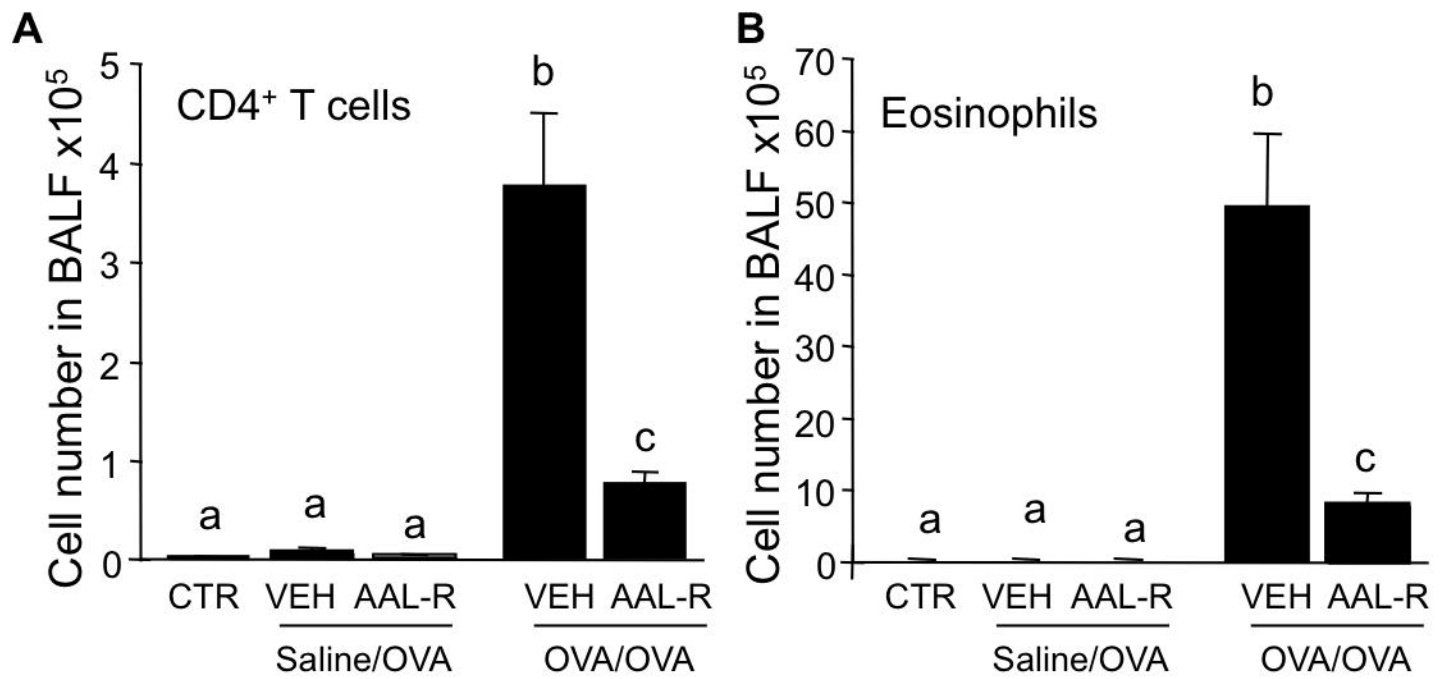 A
Cell number in BALF x10⁵
5
4
3
2
1
0
CD4⁺ T cells
a
a
a
b
c
CTR VEH AAL-R VEH AAL-R
Saline/OVA OVA/OVA
B
Cell number in BALF x10⁵
70
60
50
40
30
20
10
0
Eosinophils
a
a
a
b
c
CTR VEH AAL-R VEH AAL-R
Saline/OVA OVA/OVA